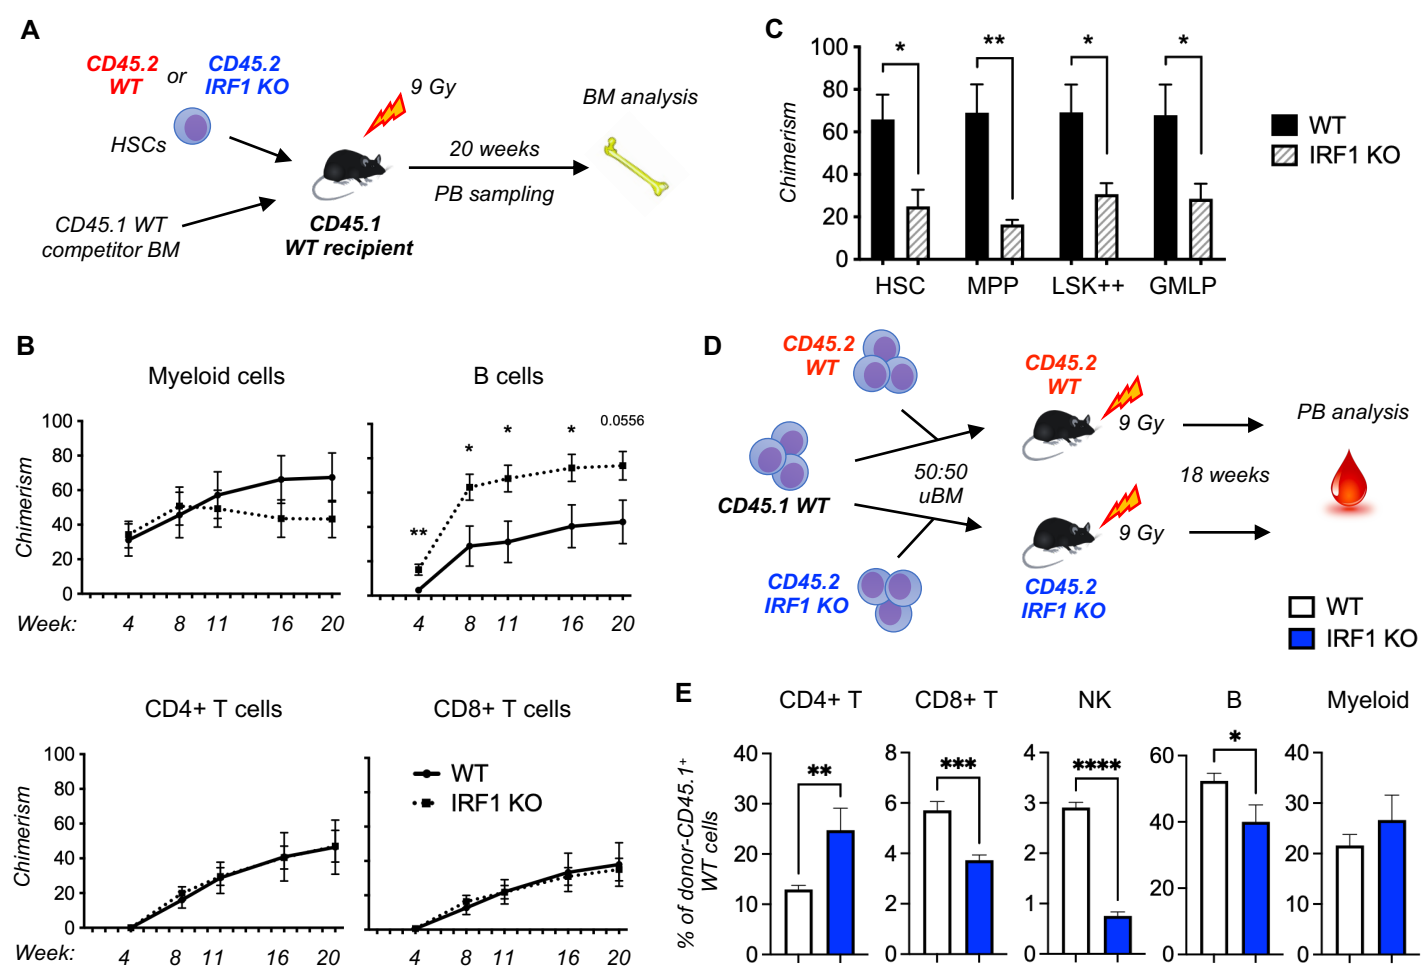 A
CD45.2
WT
or
CD45.2
IRF1 KO
HSCs
CD45.1 WT
competitor BM
9 Gy
CD45.1
WT recipient
20 weeks
PB sampling
BM analysis
C
Chimerism
100
80
60
40
20
0
*
**
*
*
HSC
MPP
LSK++
GMLP
WT
IRF1 KO
B
Myeloid cells
Chimerism
100
80
60
40
20
0
Week:
4
8
11
16
20
B cells
**
*
*
*
0.0556
4
8
11
16
20
CD4+ T cells
Chimerism
100
80
60
40
20
0
Week:
4
8
11
16
20
CD8+ T cells
WT
IRF1 KO
4
8
11
16
20
D
CD45.2
WT
CD45.1 WT
CD45.2
IRF1 KO
50:50
uBM
CD45.2
WT
9 Gy
9 Gy
CD45.2
IRF1 KO
18 weeks
PB analysis
WT
IRF1 KO
E
% of donor-CD45.1+
WT cells
CD4+ T
40
30
20
10
0
**
CD8+ T
8
6
4
2
0
***
NK
4
3
2
1
0
****
B
60
40
20
0
*
Myeloid
40
30
20
10
0